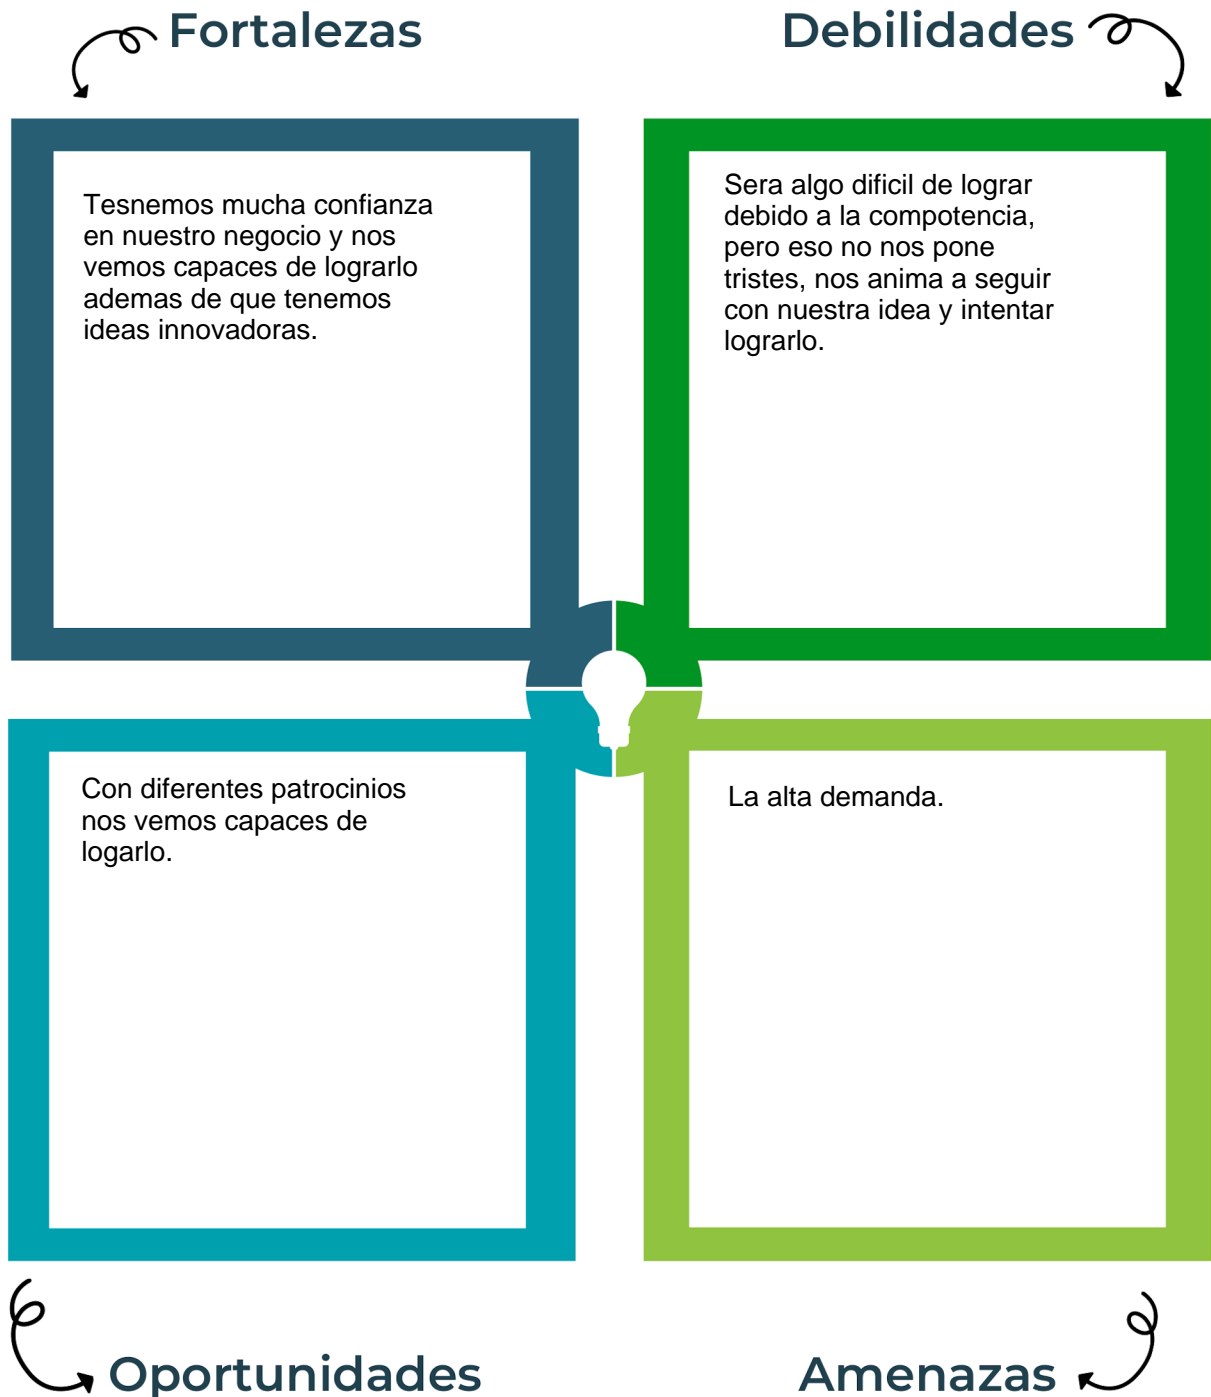 Fortalezas
Debilidades
Tesnemos mucha confianza
en nuestro negocio y nos
vemos capaces de lograrlo
ademas de que tenemos
ideas innovadoras.
Sera algo dificil de lograr
debido a la compotencia,
pero eso no nos pone
tristes, nos anima a seguir
con nuestra idea y intentar
lograrlo.
Con diferentes patrocinios
nos vemos capaces de
logarlo.
La alta demanda.
Oportunidades
Amenazas